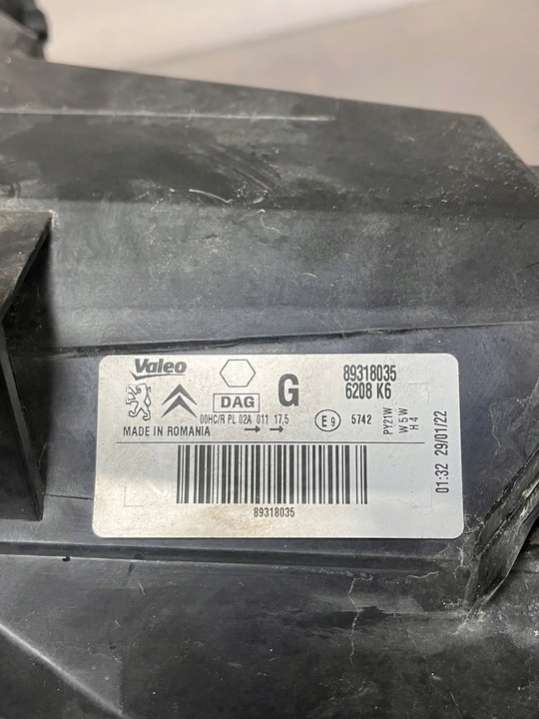 Valeo
DAG
G
89318035
6208 K6
00HC/R PL 02A 011 17,5
E9
5742
PY21W
W5W
H4
MADE IN ROMANIA
01:32 29/01/22
89318035